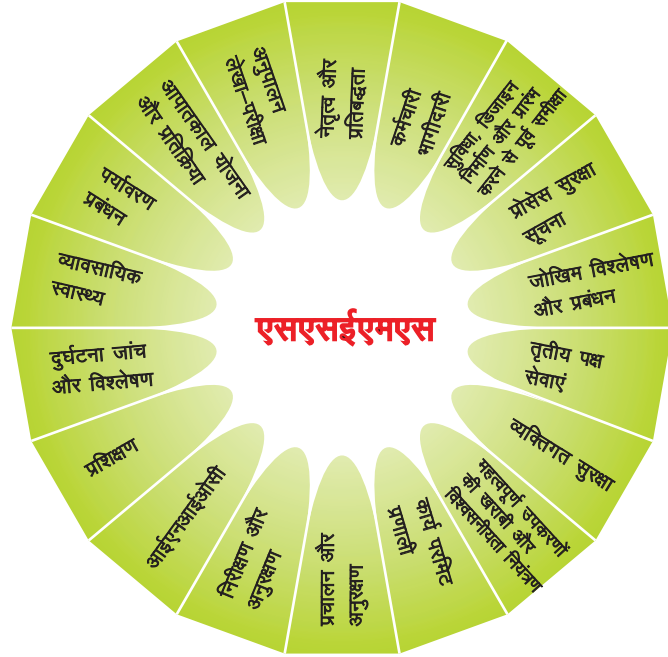 नेतृत्व और
प्रतिबद्धता
कर्मचारी
भागीदारी
सुविधा, डिजाइन
निर्माण और प्रारंभ
करने से पूर्व समीक्षा
प्रोसेस सुरक्षा
सूचना
जोखिम विश्लेषण
और प्रबंधन
तृतीय पक्ष
सेवाएं
व्यक्तिगत सुरक्षा
महत्वपूर्ण उपकरणों
की खराबी और
विश्वसनीयता नियंत्रण
कार्य परमिट
प्रणाली
प्रचालन और
अनुरक्षण
निरीक्षण और
अनुरक्षण
आईएनआईओसी
प्रशिक्षण
दुर्घटना जांच
और विश्लेषण
व्यावसायिक
स्वास्थ्य
पर्यावरण
प्रबंधन
आपातकाल योजना
और प्रतिक्रिया
अनुपालन
लेखा–परीक्षा
एसएसईएमएस